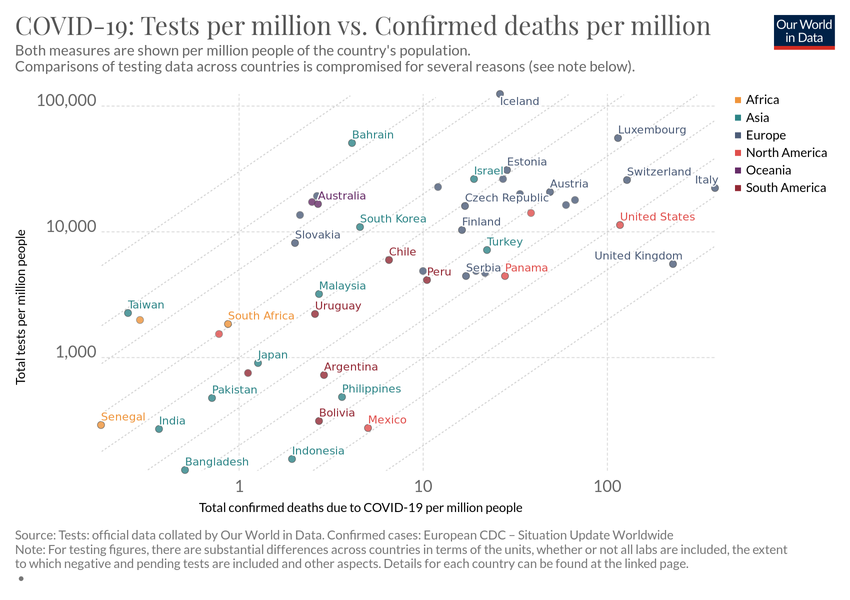 COVID-19: Tests per million vs. Confirmed deaths per million
Our World
in Data
Both measures are shown per million people of the country's population.
Comparisons of testing data across countries is compromised for several reasons (see note below).
100,000
Iceland
Africa
Asia
Europe
North America
Oceania
South America
Bahrain
Luxembourg
Estonia
Israel
Switzerland
Italy
Austria
Australia
Czech Republic
South Korea
United States
Finland
10,000
Slovakia
Turkey
Chile
United Kingdom
Peru
Serbia
Panama
Malaysia
Taiwan
Uruguay
South Africa
Total tests per million people
1,000
Japan
Argentina
Pakistan
Philippines
Senegal
India
Bolivia
Mexico
Indonesia
Bangladesh
1
10
100
Total confirmed deaths due to COVID-19 per million people
Source: Tests: official data collated by Our World in Data. Confirmed cases: European CDC – Situation Update Worldwide
Note: For testing figures, there are substantial differences across countries in terms of the units, whether or not all labs are included, the extent
to which negative and pending tests are included and other aspects. Details for each country can be found at the linked page.
•